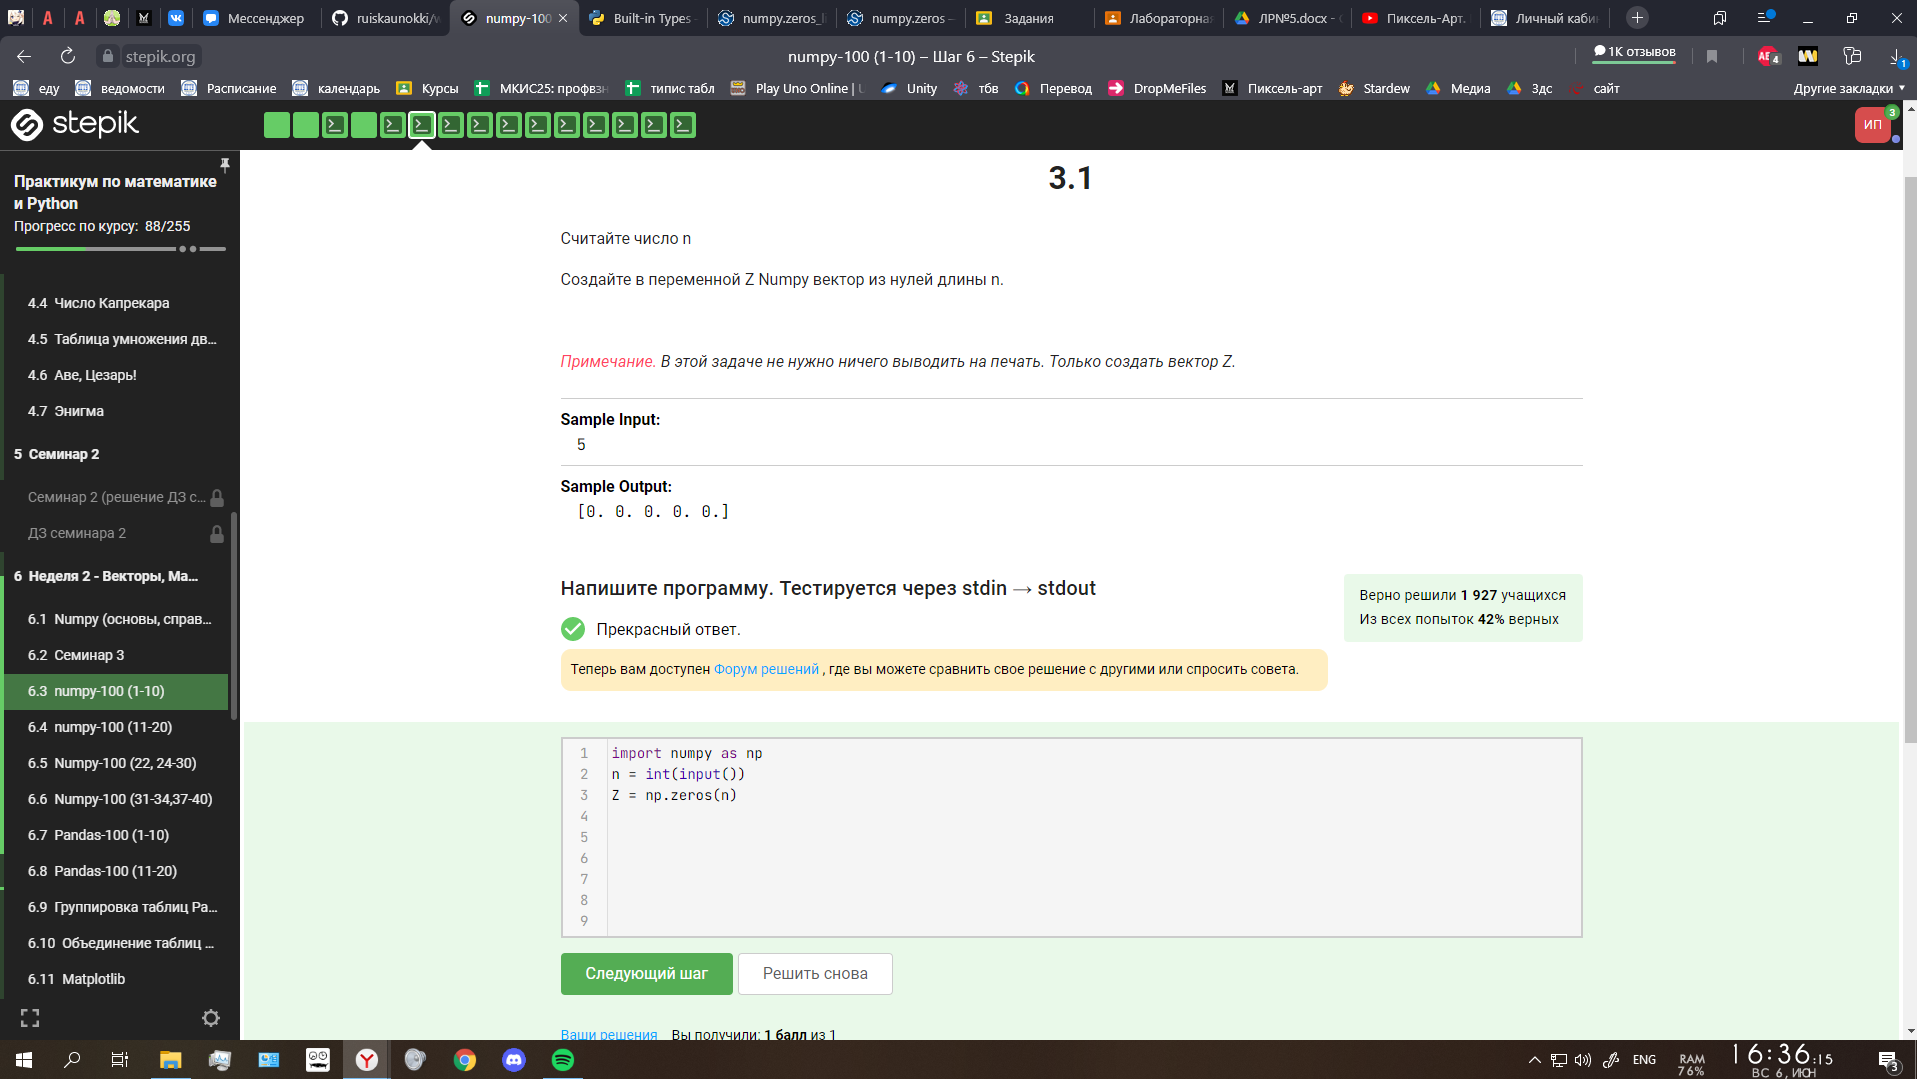 Мессенджер
ruiskaunokki/w
numpy-100
Built-in Types
numpy.zeros_l
numpy.zeros —
Задания
Лабораторная
ЛР№5.docx - G
Пиксель-Арт.
Личный каби
stepik.org
numpy-100 (1-10) – Шаг 6 – Stepik
1К отзывов
4
1
еду
ведомости
Расписание
календарь
Курсы
МКИС25: профвзн
типис табл
Play Uno Online | U
Unity
тбв
Перевод
DropMeFiles
Пиксель-арт
Stardew
Медиа
3дс
сайт
Другие закладки
stepik
ИП
3
Практикум по математике
и Python
Прогресс по курсу: 88/255
4.4 Число Капрекара
4.5 Таблица умножения дв...
4.6 Аве, Цезарь!
4.7 Энигма
5 Семинар 2
Семинар 2 (решение ДЗ с...
ДЗ семинара 2
6 Неделя 2 - Векторы, Ма...
6.1 Numpy (основы, справ...
6.2 Семинар 3
6.3 numpy-100 (1-10)
6.4 numpy-100 (11-20)
6.5 Numpy-100 (22, 24-30)
6.6 Numpy-100 (31-34,37-40)
6.7 Pandas-100 (1-10)
6.8 Pandas-100 (11-20)
6.9 Группировка таблиц Pa...
6.10 Объединение таблиц ...
6.11 Matplotlib
3.1
Считайте число n
Создайте в переменной Z Numpy вектор из нулей длины n.
Примечание. В этой задаче не нужно ничего выводить на печать. Только создать вектор Z.
Sample Input:
5
Sample Output:
[0. 0. 0. 0. 0.]
Напишите программу. Тестируется через stdin → stdout
Верно решили 1 927 учащихся
Из всех попыток 42% верных
Прекрасный ответ.
Теперь вам доступен Форум решений , где вы можете сравнить свое решение с другими или спросить совета.
1 import numpy as np
2 n = int(input())
3 Z = np.zeros(n)
4
5
6
7
8
9
Следующий шаг
Решить снова
Ваши решения Вы получили: 1 балл из 1
ENG
RAM
76%
16:36:15
ВС 6, ИЮН
3